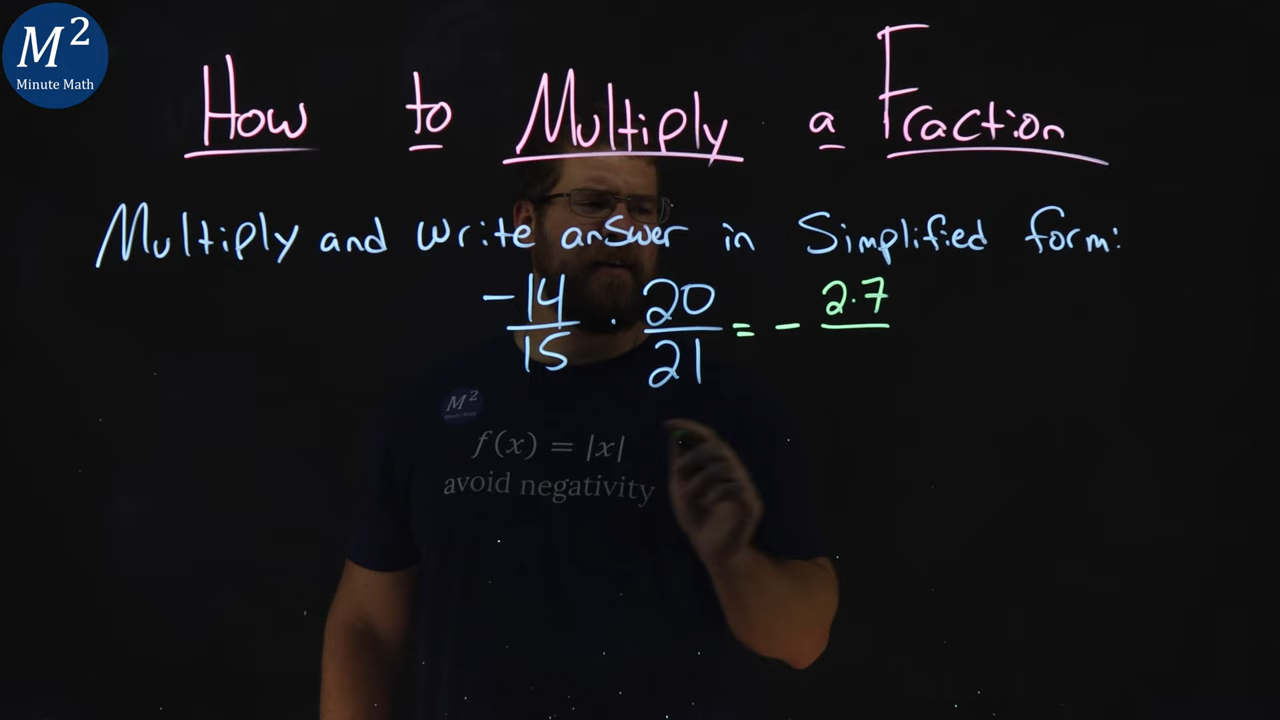 M²
Minute Math
How to Multiply a Fraction
Multiply and write answer in Simplified form:
-14/15 · 20/21 = - 2·7
M²
Minute Math
f(x) = |x|
avoid negativity